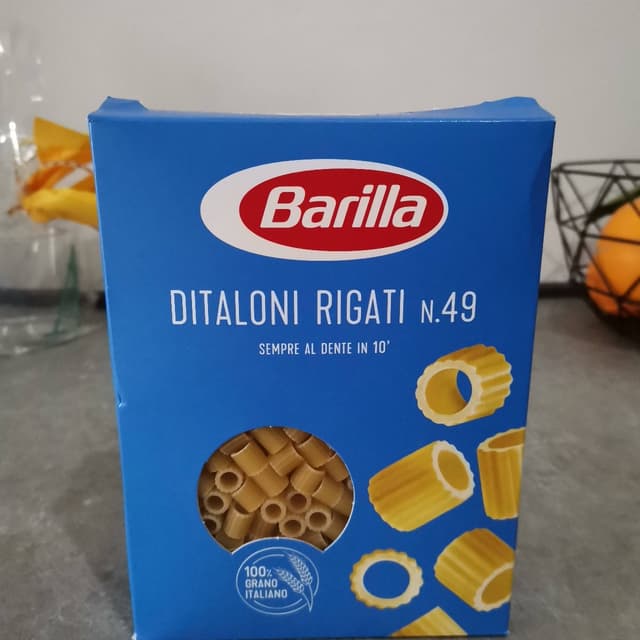 Barilla
DITALONI RIGATI N.49
SEMPRE AL DENTE IN 10'
100%
GRANO
ITALIANO